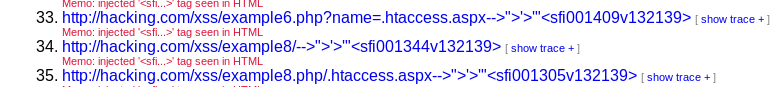 Memo: injected '<sfi...>' tag seen in HTML
33. http://hacking.com/xss/example6.php?name=.htaccess.aspx-->">'>'"<sfi001409v132139> [ show trace + ]
Memo: injected '<sfi...>' tag seen in HTML
34. http://hacking.com/xss/example8/-->">'>'"<sfi001344v132139> [ show trace + ]
Memo: injected '<sfi...>' tag seen in HTML
35. http://hacking.com/xss/example8.php/.htaccess.aspx-->">'>'"<sfi001305v132139> [ show trace + ]